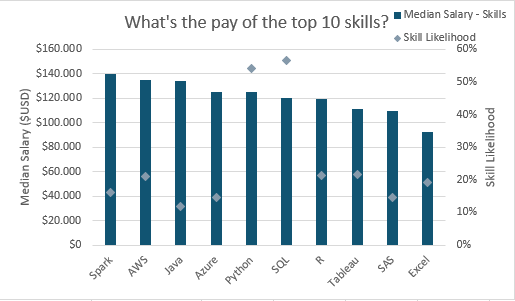 What's the pay of the top 10 skills?
Median Salary - Skills
Skill Likelihood
Median Salary ($USD)
$160.000
$140.000
$120.000
$100.000
$80.000
$60.000
$40.000
$20.000
$0
60%
50%
40%
30%
20%
10%
0%
Skill Likelihood
Spark
AWS
Java
Azure
Python
SQL
R
Tableau
SAS
Excel